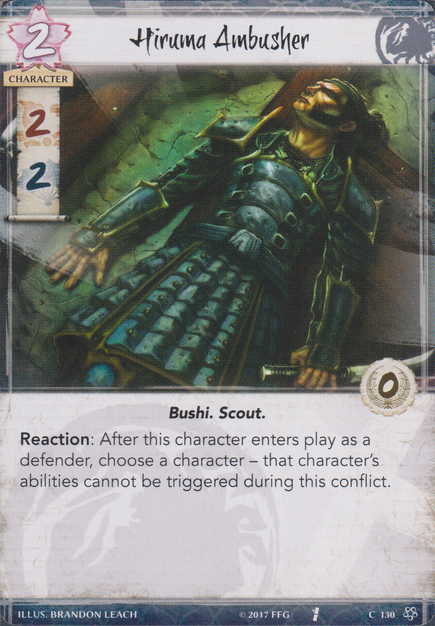 2
Hiruma Ambusher
CHARACTER
2
2
0
Bushi. Scout.
Reaction: After this character enters play as a
defender, choose a character – that character's
abilities cannot be triggered during this conflict.
ILLUS. BRANDON LEACH
© 2017 FFG
C 130